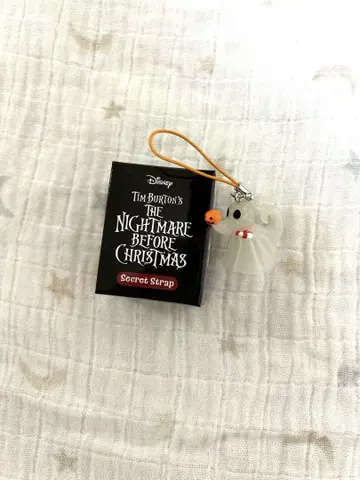 Disney
TIM BURTON'S
THE
NIGHTMARE
BEFORE
CHRISTMAS
Secret Strap